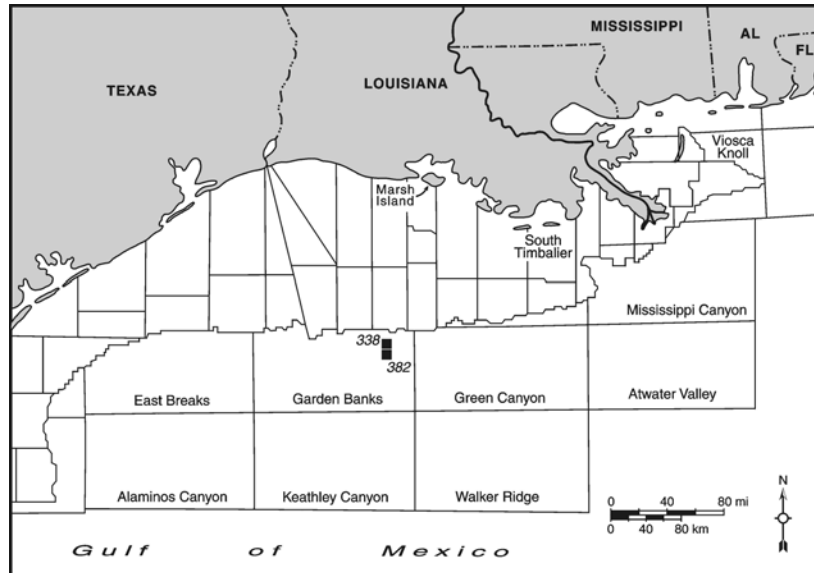 MISSISSIPPI
AL
FL
TEXAS
LOUISIANA
Viosca
Knoll
Marsh
Island
South
Timbalier
Mississippi Canyon
338
382
East Breaks
Garden Banks
Green Canyon
Atwater Valley
Alaminos Canyon
Keathley Canyon
Walker Ridge
N
0 40 80 mi
0 40 80 km
Gulf of Mexico